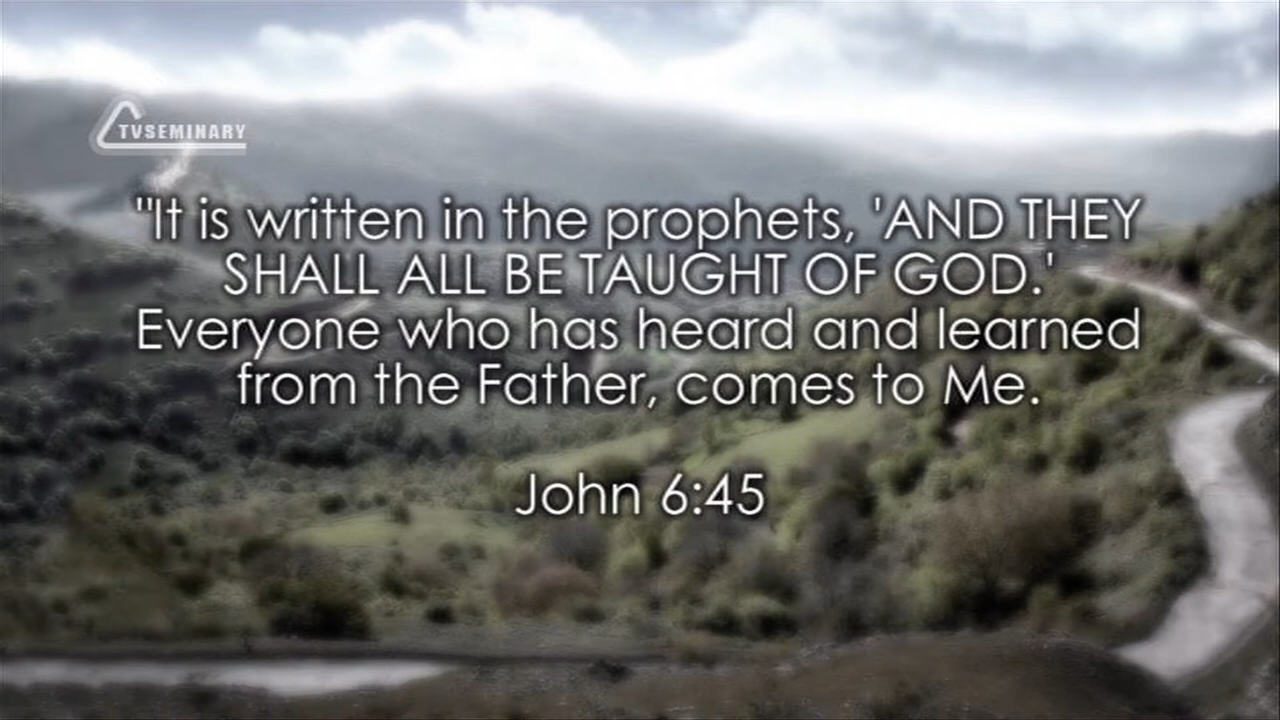 TVSEMINARY
"It is written in the prophets, 'AND THEY
SHALL ALL BE TAUGHT OF GOD.'
Everyone who has heard and learned
from the Father, comes to Me.
John 6:45